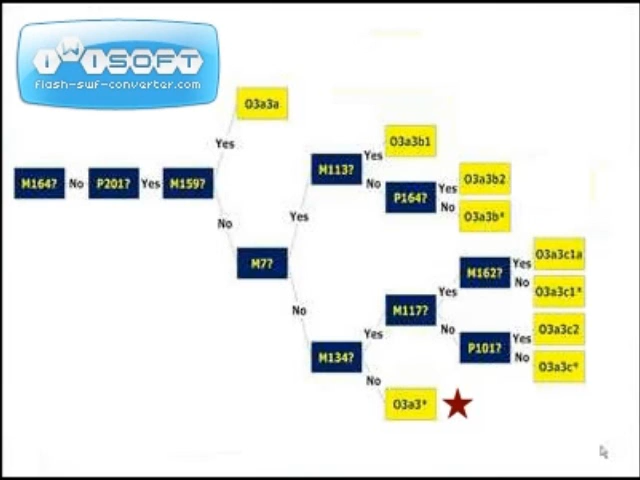 iWiSOFT
flash-swf-converter.com
O3a3a
Yes
M164?
No
P201?
Yes
M159?
No
M7?
Yes
M113?
Yes
O3a3b1
No
P164?
Yes
O3a3b2
No
O3a3b*
No
M134?
Yes
M117?
Yes
M162?
Yes
O3a3c1a
No
O3a3c1*
No
P101?
Yes
O3a3c2
No
O3a3c*
No
O3a3*